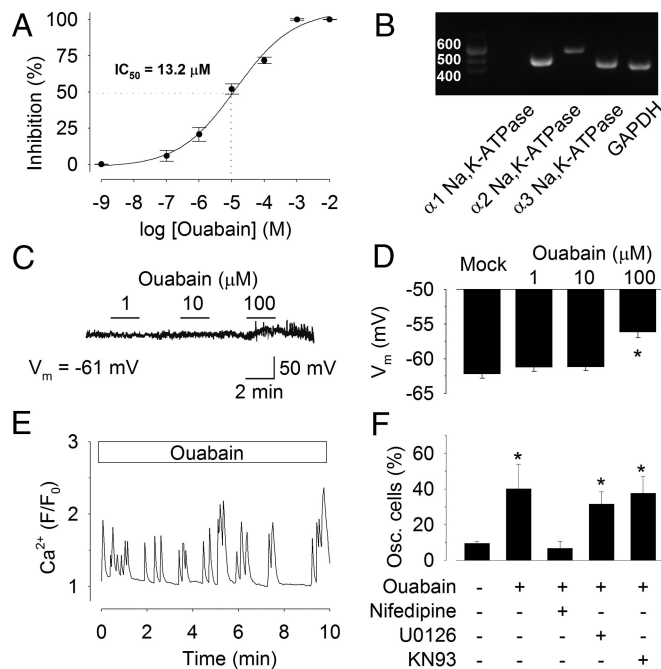 A
100
75
50
25
0
Inhibition (%)
IC50 = 13.2 μM
-9 -8 -7 -6 -5 -4 -3 -2
log [Ouabain] (M)
B
600
500
400
α1 Na,K-ATPase
α2 Na,K-ATPase
α3 Na,K-ATPase
GAPDH
C
Ouabain (μM)
1 10 100
Vm = -61 mV
50 mV
2 min
D
Ouabain (μM)
Mock 1 10 100
-50
-55
-60
-65
Vm (mV)
*
E
3
2
1
Ca2+ (F/F0)
Ouabain
0 2 4 6 8 10
Time (min)
F
60
40
20
0
Osc. cells (%)
* * *
Ouabain - + + + +
Nifedipine - - + - -
U0126 - - - + -
KN93 - - - - +